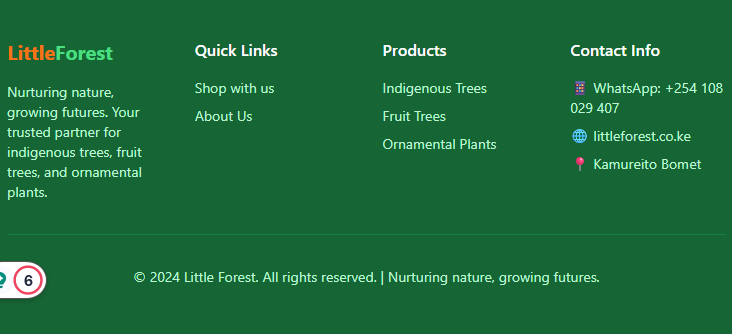 LittleForest
Nurturing nature,
growing futures. Your
trusted partner for
indigenous trees, fruit
trees, and ornamental
plants.
Quick Links
Shop with us
About Us
Products
Indigenous Trees
Fruit Trees
Ornamental Plants
Contact Info
WhatsApp: +254 108
029 407
littleforest.co.ke
Kamureito Bomet
© 2024 Little Forest. All rights reserved. | Nurturing nature, growing futures.
6